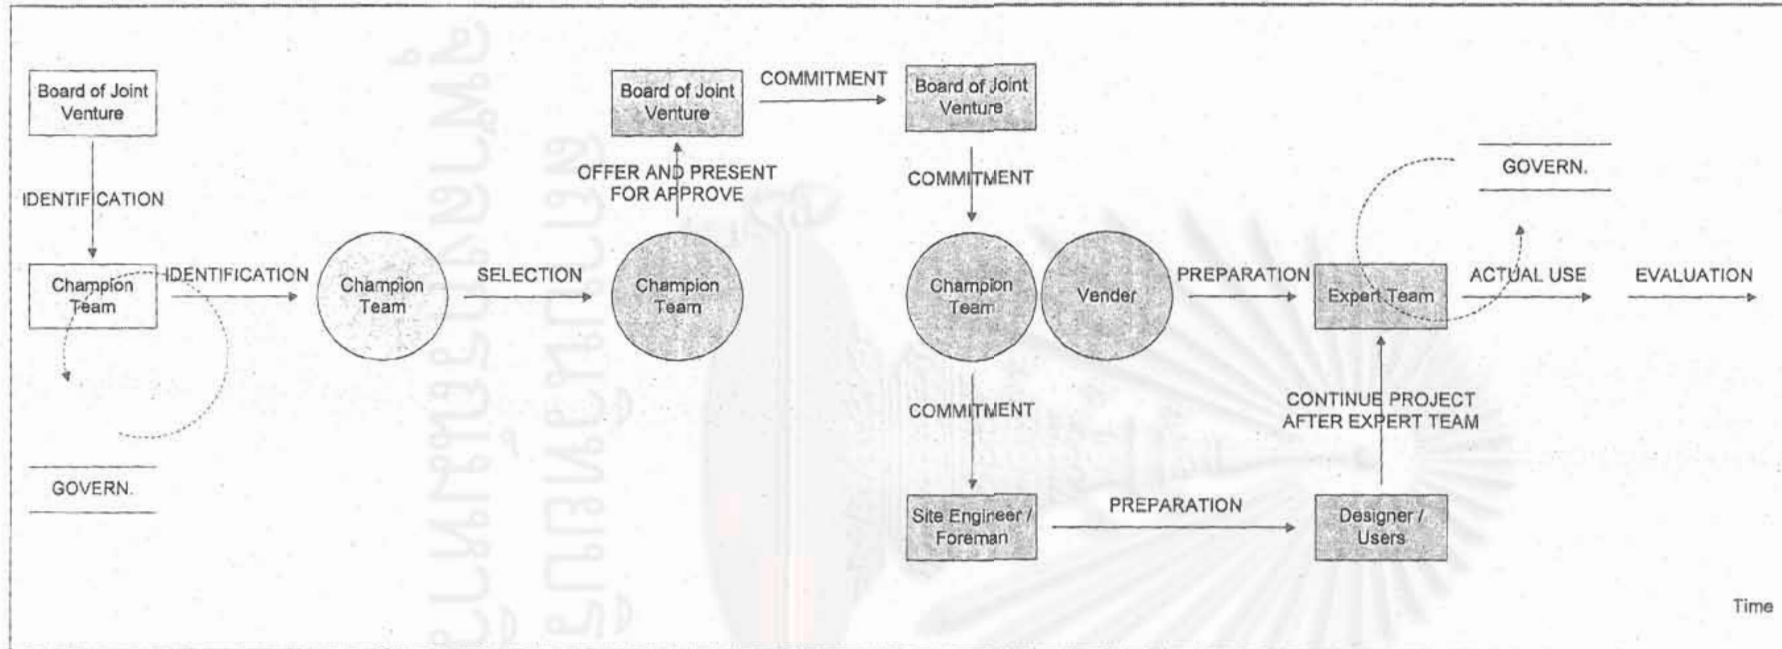 Board of Joint
Venture
IDENTIFICATION
Champion
Team
GOVERN.
IDENTIFICATION
Champion
Team
SELECTION
Champion
Team
OFFER AND PRESENT
FOR APPROVE
Board of Joint
Venture
COMMITMENT
Board of Joint
Venture
COMMITMENT
Champion
Team
Vender
COMMITMENT
Site Engineer /
Foreman
PREPARATION
Designer /
Users
CONTINUE PROJECT
AFTER EXPERT TEAM
PREPARATION
Expert Team
GOVERN.
ACTUAL USE
EVALUATION
Time